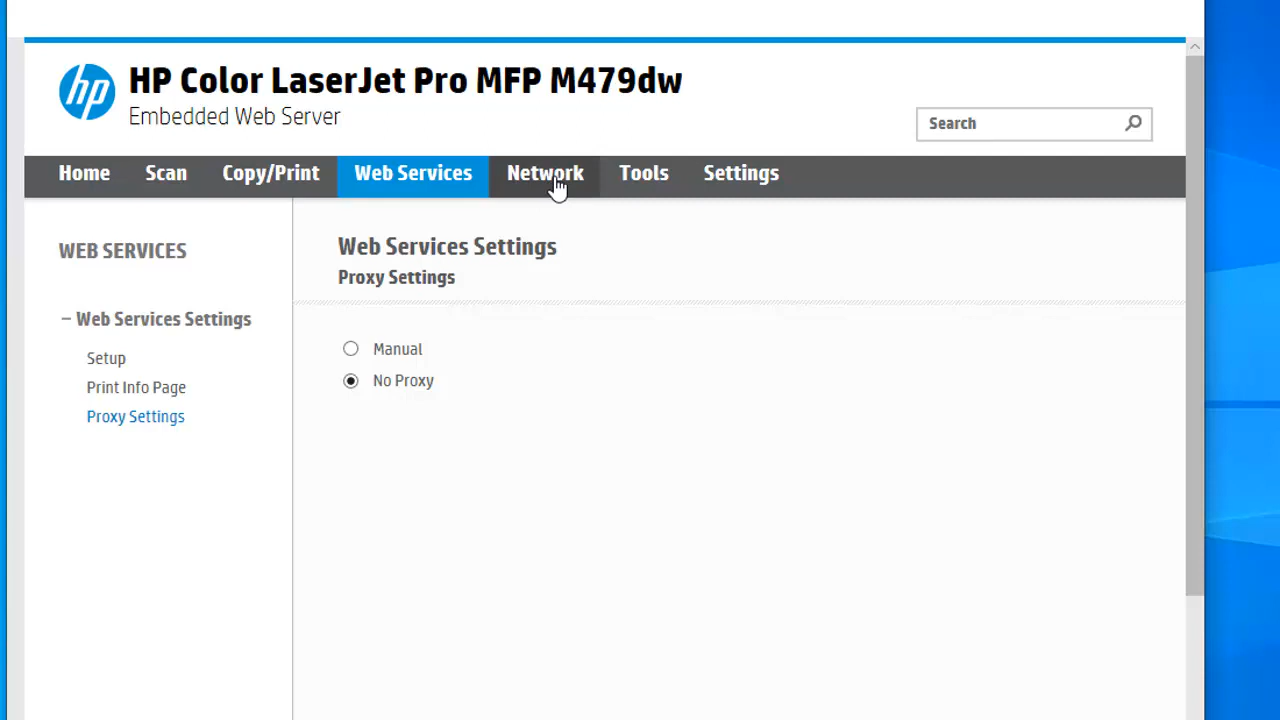 hp
HP Color LaserJet Pro MFP M479dw
Embedded Web Server
Search
Home Scan Copy/Print Web Services Network Tools Settings
WEB SERVICES
Web Services Settings
Setup
Print Info Page
Proxy Settings
Web Services Settings
Proxy Settings
Manual
No Proxy